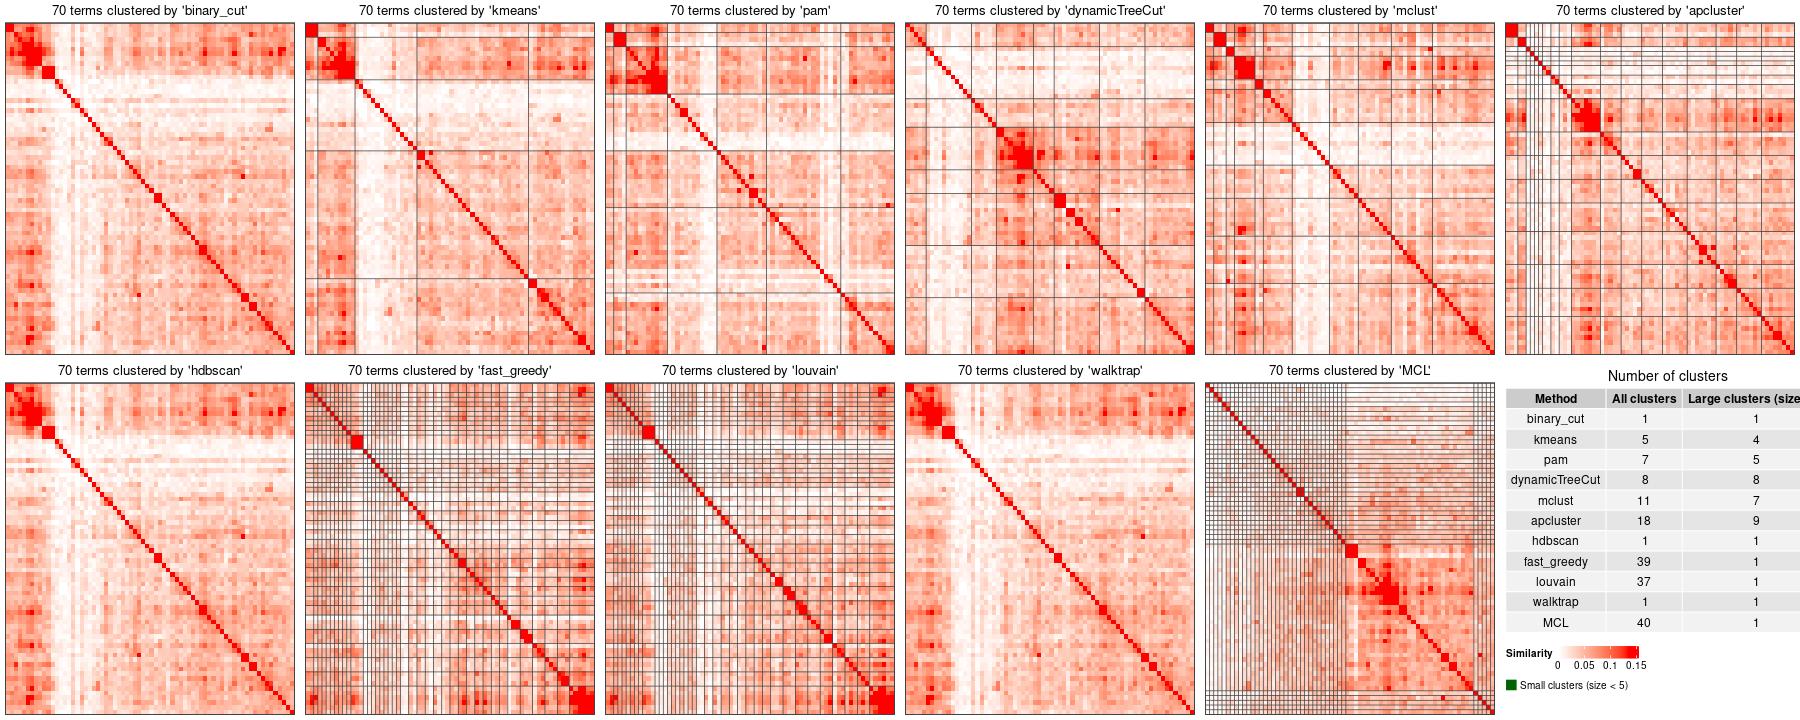 70 terms clustered by 'binary_cut'
70 terms clustered by 'kmeans'
70 terms clustered by 'pam'
70 terms clustered by 'dynamicTreeCut'
70 terms clustered by 'mclust'
70 terms clustered by 'apcluster'
70 terms clustered by 'hdbscan'
70 terms clustered by 'fast_greedy'
70 terms clustered by 'louvain'
70 terms clustered by 'walktrap'
70 terms clustered by 'MCL'
Number of clusters
Method All clusters Large clusters (size
binary_cut 1 1
kmeans 5 4
pam 7 5
dynamicTreeCut 8 8
mclust 11 7
apcluster 18 9
hdbscan 1 1
fast_greedy 39 1
louvain 37 1
walktrap 1 1
MCL 40 1
Similarity
0 0.05 0.1 0.15
Small clusters (size < 5)